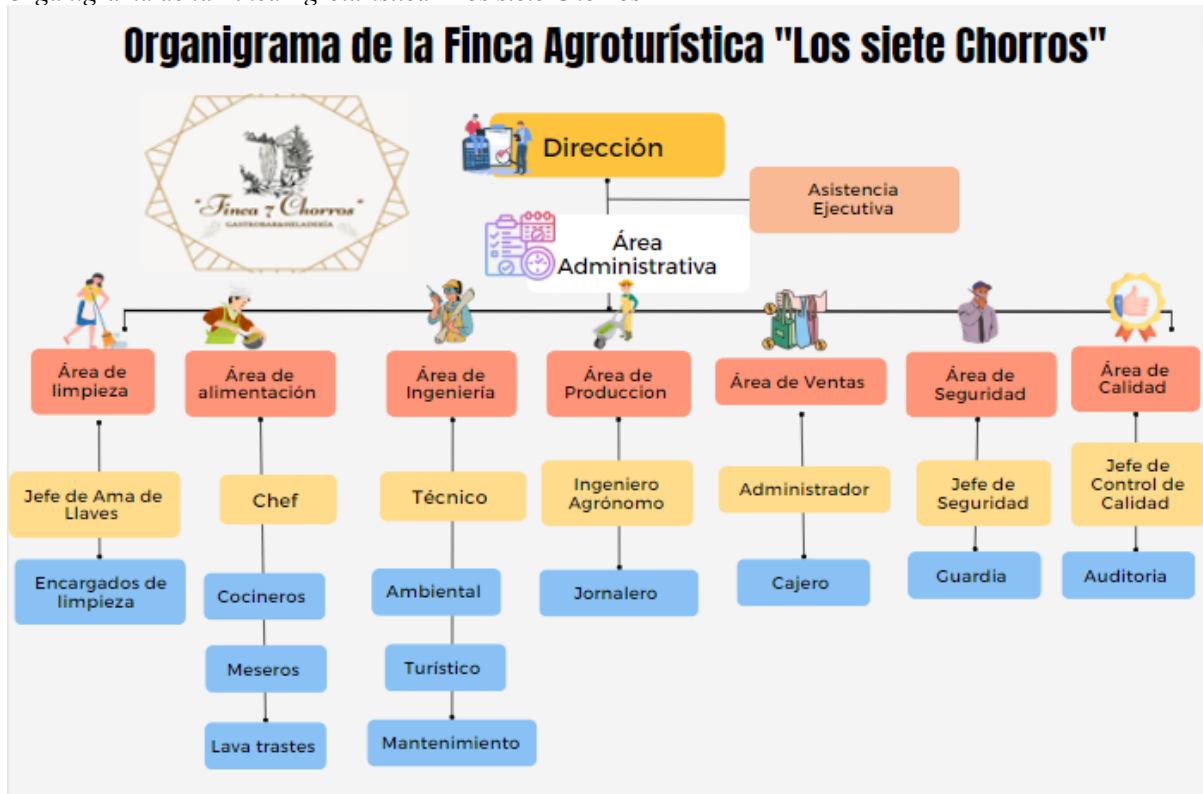 Organigrama de la Finca Agroturística "Los siete Chorros"
Dirección
Asistencia
Ejecutiva
"Finca 7 Chorros"
GASTROBAR&HELADERÍA
Área
Administrativa
Área de
limpieza
Área de
alimentación
Área de
Ingeniería
Área de
Produccion
Área de Ventas
Área de
Seguridad
Área de
Calidad
Jefe de Ama de
Llaves
Chef
Técnico
Ingeniero
Agrónomo
Administrador
Jefe de
Seguridad
Jefe de
Control de
Calidad
Encargados de
limpieza
Cocineros
Ambiental
Jornalero
Cajero
Guardia
Auditoria
Meseros
Turístico
Lava trastes
Mantenimiento